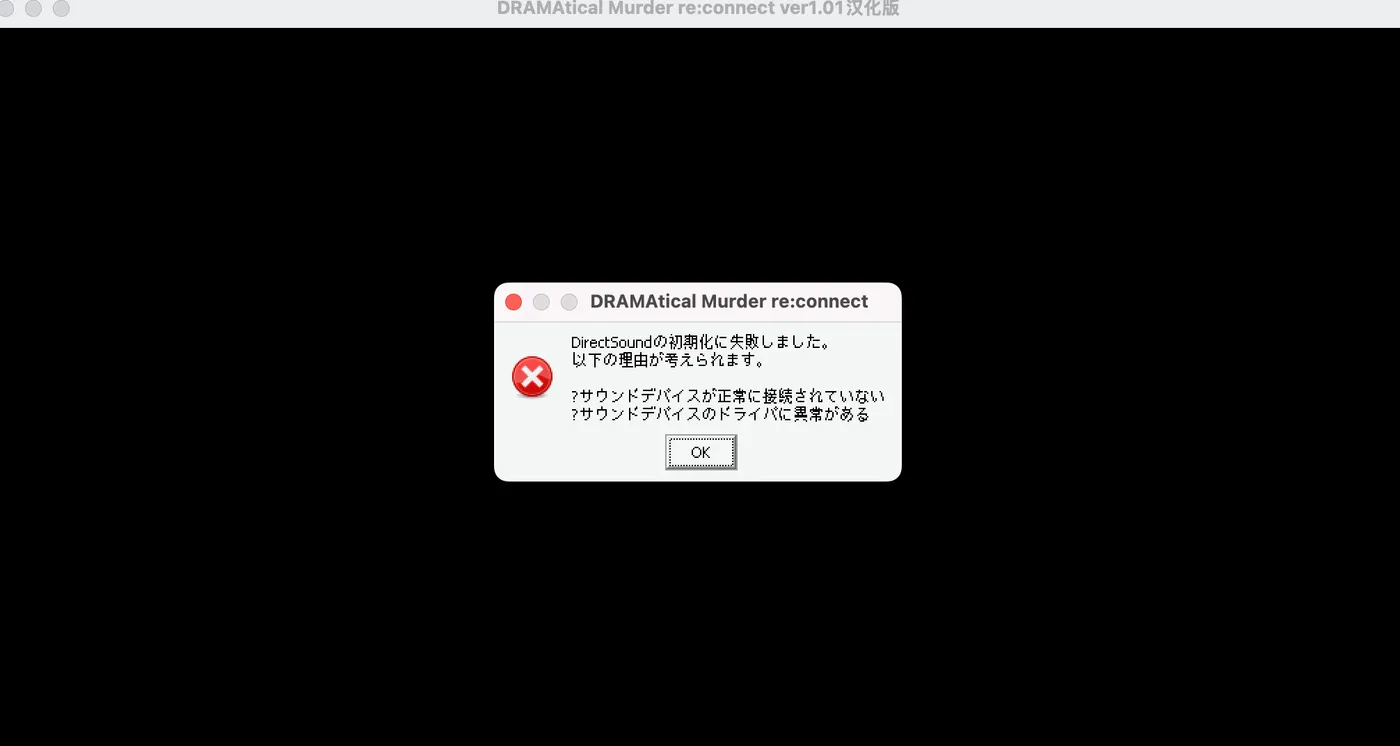 DRAMAtical Murder re:connect ver1.01汉化版
DRAMAtical Murder re:connect
DirectSoundの初期化に失敗しました。
以下の理由が考えられます。
?サウンドデバイスが正常に接続されていない
?サウンドデバイスのドライバに異常がある
OK